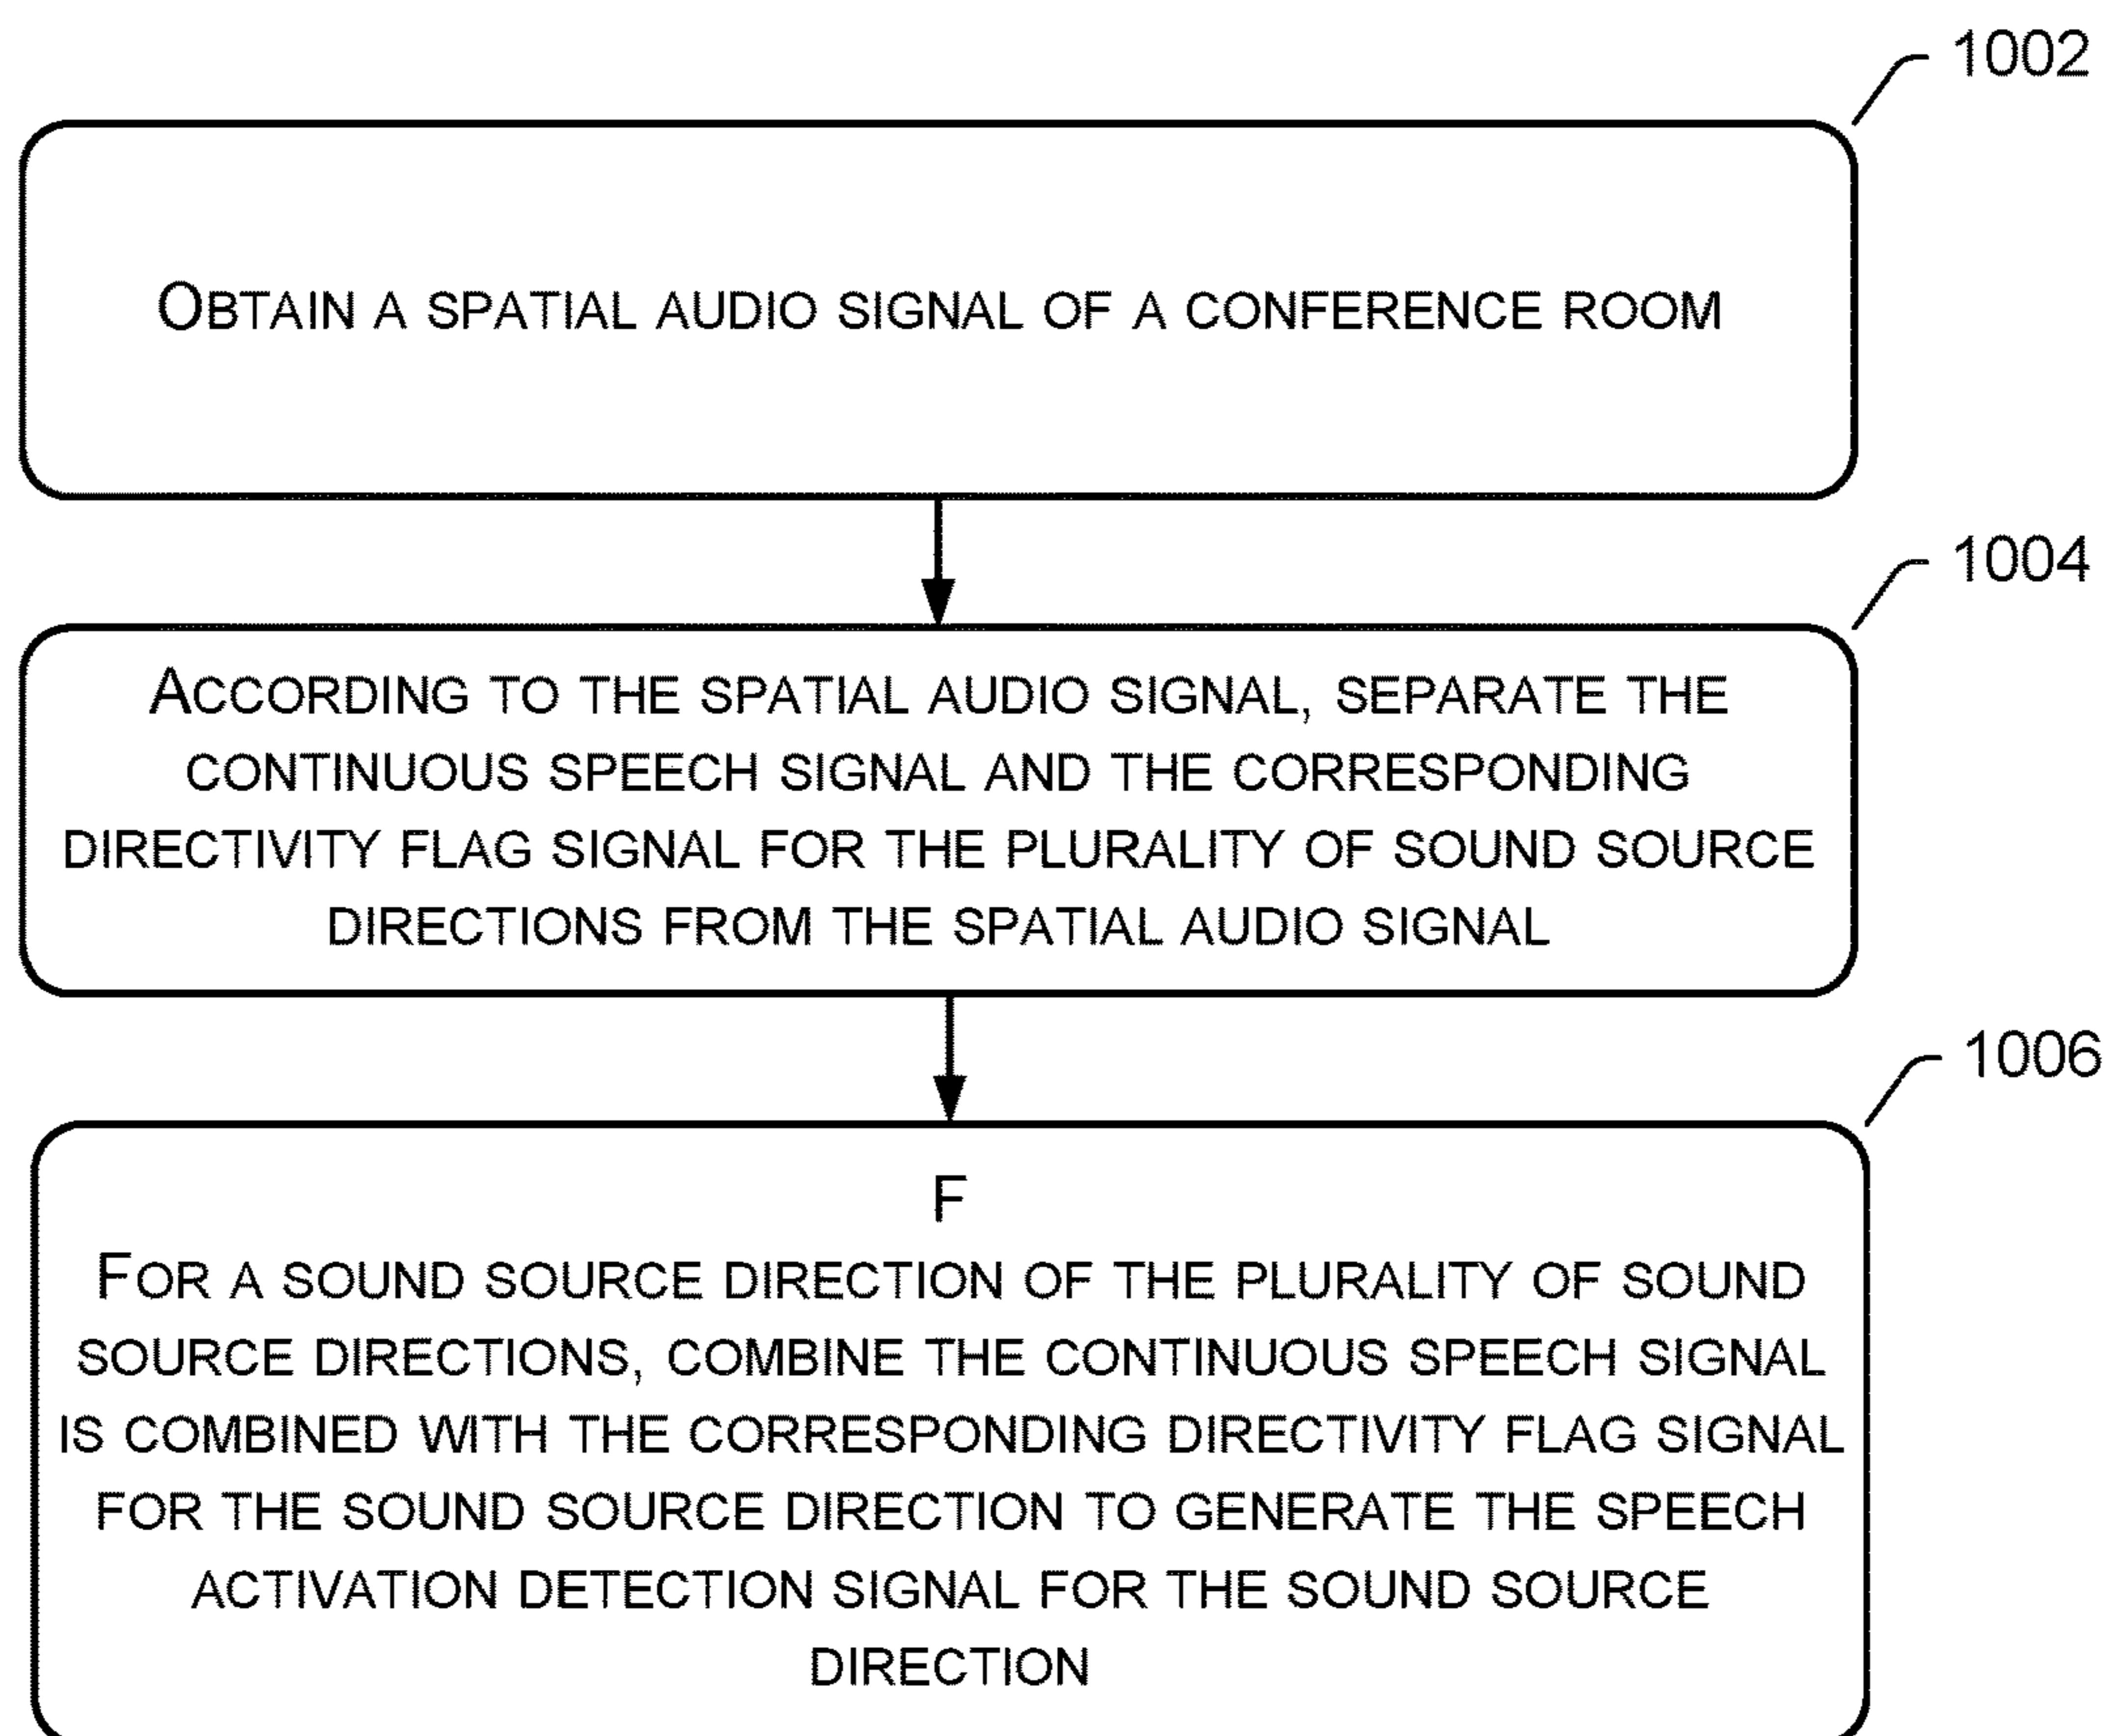 1002
OBTAIN A SPATIAL AUDIO SIGNAL OF A CONFERENCE ROOM
1004
ACCORDING TO THE SPATIAL AUDIO SIGNAL, SEPARATE THE
CONTINUOUS SPEECH SIGNAL AND THE CORRESPONDING
DIRECTIVITY FLAG SIGNAL FOR THE PLURALITY OF SOUND SOURCE
DIRECTIONS FROM THE SPATIAL AUDIO SIGNAL
1006
F
FOR A SOUND SOURCE DIRECTION OF THE PLURALITY OF SOUND
SOURCE DIRECTIONS, COMBINE THE CONTINUOUS SPEECH SIGNAL
IS COMBINED WITH THE CORRESPONDING DIRECTIVITY FLAG SIGNAL
FOR THE SOUND SOURCE DIRECTION TO GENERATE THE SPEECH
ACTIVATION DETECTION SIGNAL FOR THE SOUND SOURCE
DIRECTION